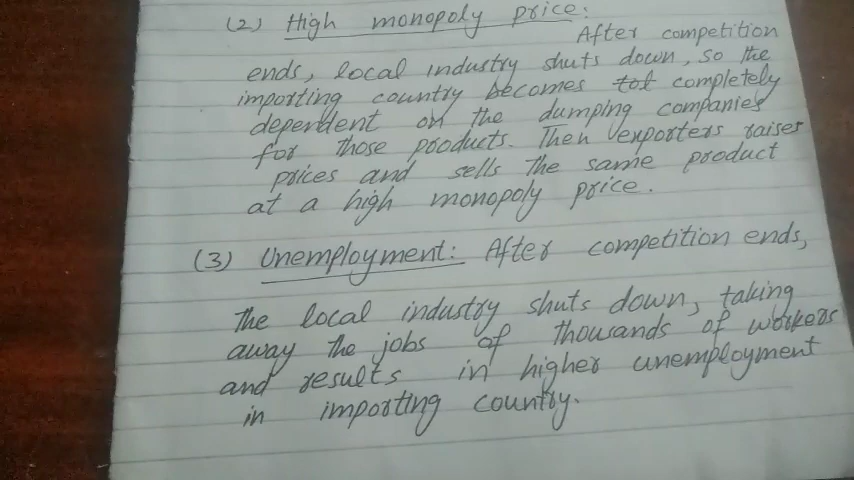 (2) High monopoly price:
After competition
ends, local industry shuts down, so the
importing country becomes tot completely
dependent on the dumping companies
for those products. Then exporters raises
prices and sells the same product
at a high monopoly price.
(3) Unemployment: After competition ends,
The local industry shuts down, taking
away the jobs of thousands of workers
and results in higher unemployment
in importing country.